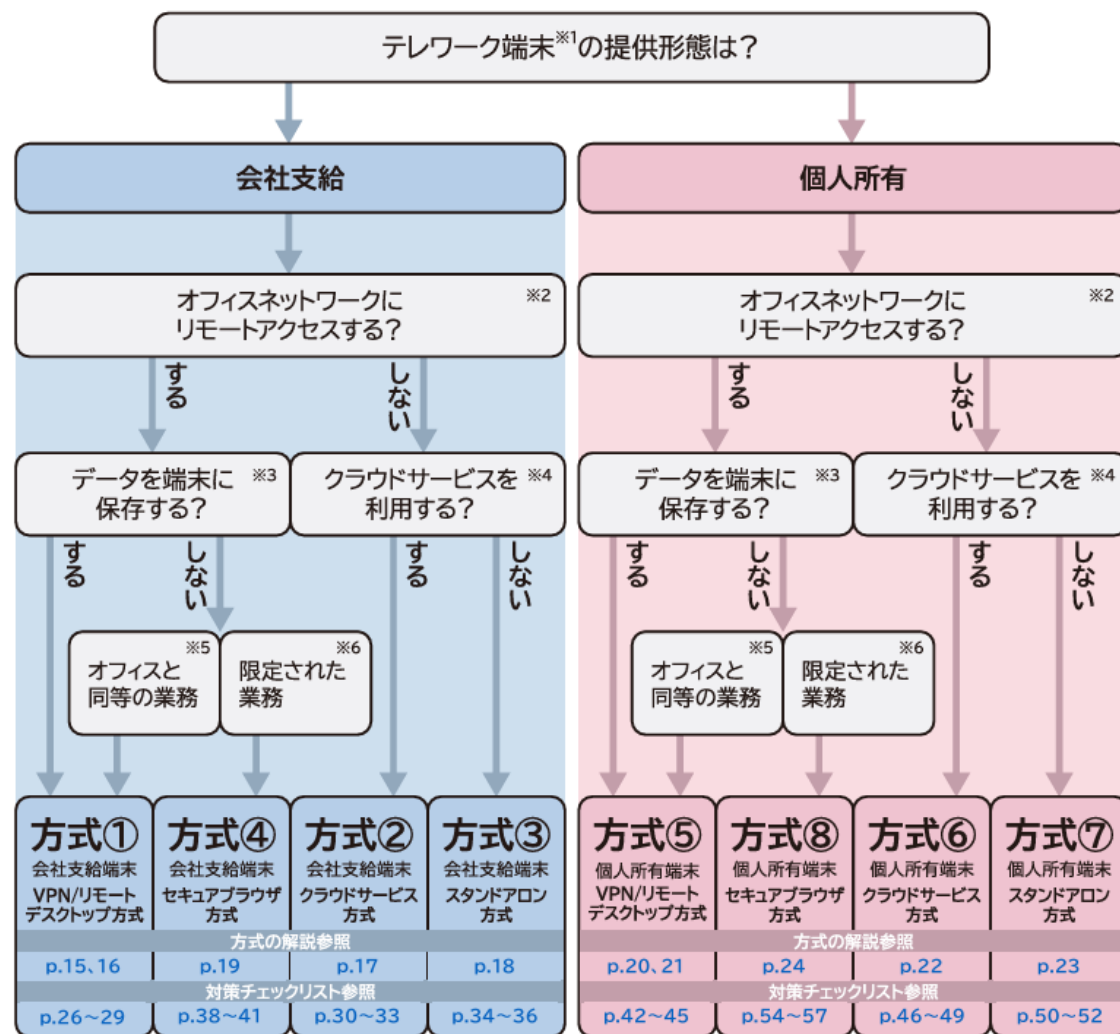 テレワーク端末※1の提供形態は？
会社支給
個人所有
オフィスネットワークに ※2
リモートアクセスする？
オフィスネットワークに ※2
リモートアクセスする？
する
しない
する
しない
データを端末に ※3
保存する？
クラウドサービスを ※4
利用する？
データを端末に ※3
保存する？
クラウドサービスを ※4
利用する？
する
しない
する
しない
する
しない
する
しない
※5
オフィスと
同等の業務
※6
限定された
業務
※5
オフィスと
同等の業務
※6
限定された
業務
方式①
会社支給端末
VPN/リモート
デスクトップ方式
方式④
会社支給端末
セキュアブラウザ
方式
方式②
会社支給端末
クラウドサービス
方式
方式③
会社支給端末
スタンドアロン
方式
方式⑤
個人所有端末
VPN/リモート
デスクトップ方式
方式⑧
個人所有端末
セキュアブラウザ
方式
方式⑥
個人所有端末
クラウドサービス
方式
方式⑦
個人所有端末
スタンドアロン
方式
方式の解説参照
p.15、16
p.19
p.17
p.18
方式の解説参照
p.20、21
p.24
p.22
p.23
対策チェックリスト参照
p.26〜29
p.38〜41
p.30〜33
p.34〜36
対策チェックリスト参照
p.42〜45
p.54〜57
p.46〜49
p.50〜52